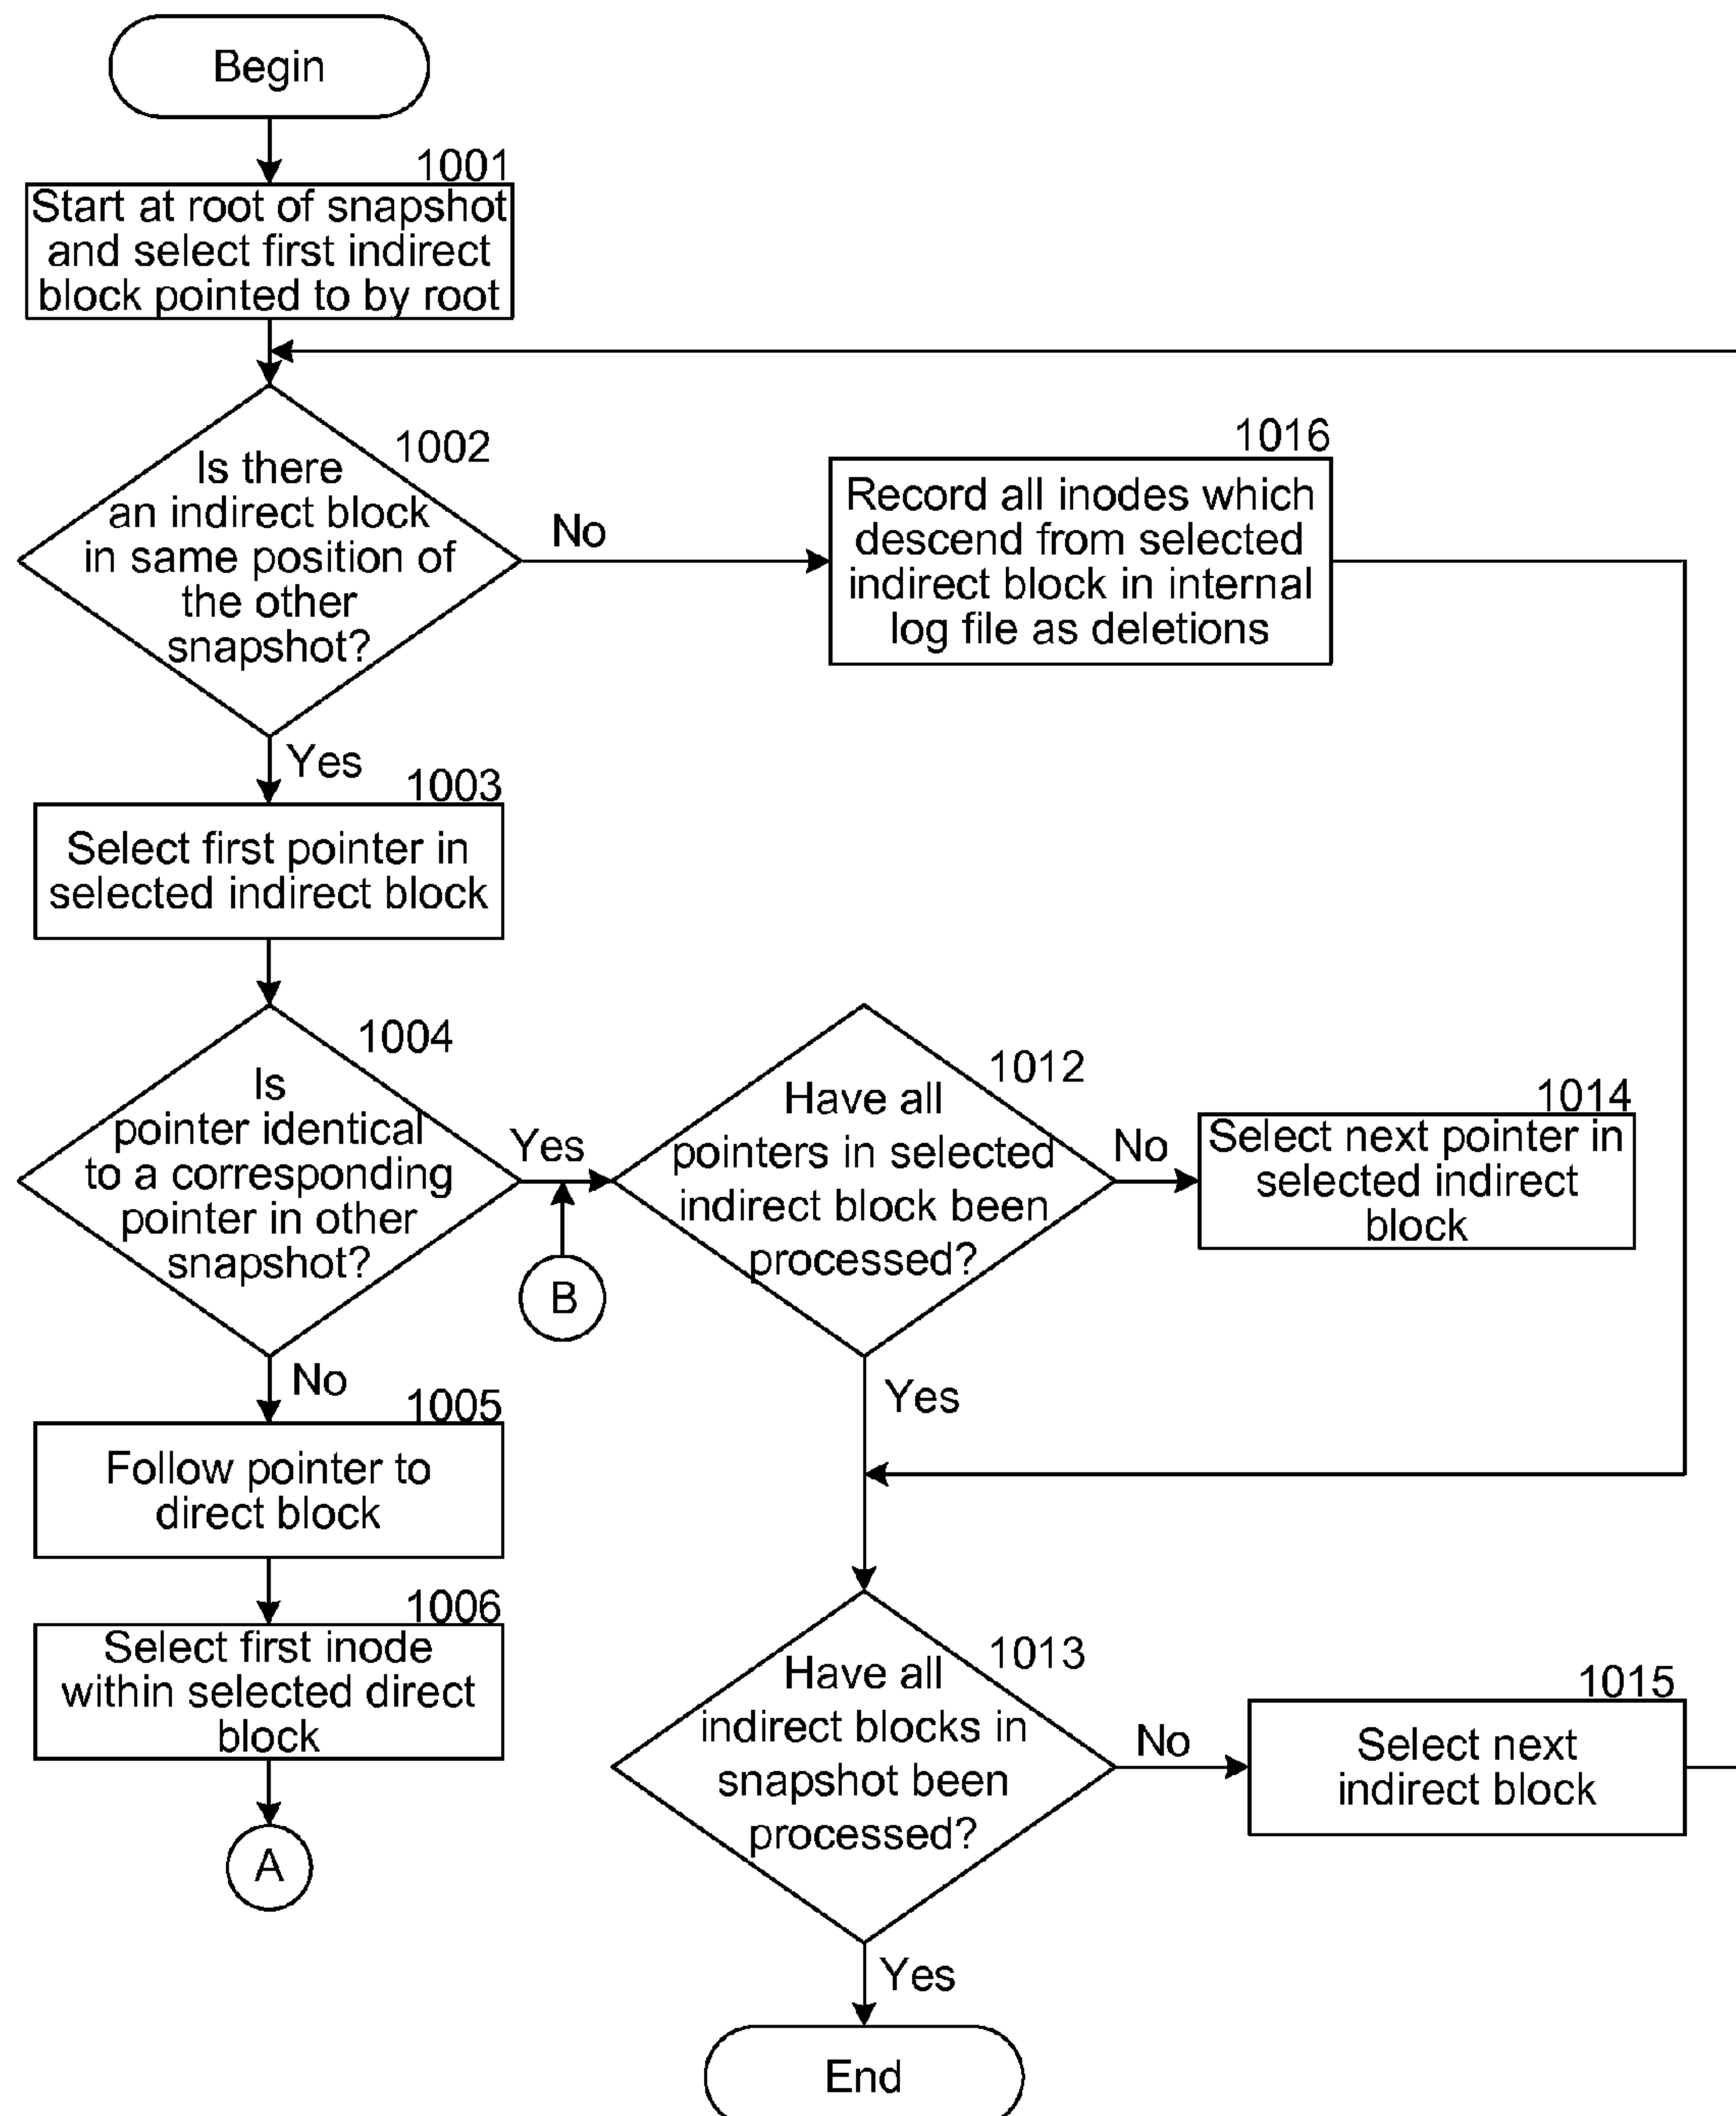 Begin
1001
Start at root of snapshot
and select first indirect
block pointed to by root
1002
Is there
an indirect block
in same position of
the other
snapshot?
No
1016
Record all inodes which
descend from selected
indirect block in internal
log file as deletions
Yes
1003
Select first pointer in
selected indirect block
1004
Is
pointer identical
to a corresponding
pointer in other
snapshot?
Yes
B
1012
Have all
pointers in selected
indirect block been
processed?
No
1014
Select next pointer in
selected indirect
block
No
Yes
1005
Follow pointer to
direct block
1006
Select first inode
within selected direct
block
A
1013
Have all
indirect blocks in
snapshot been
processed?
No
1015
Select next
indirect block
Yes
End